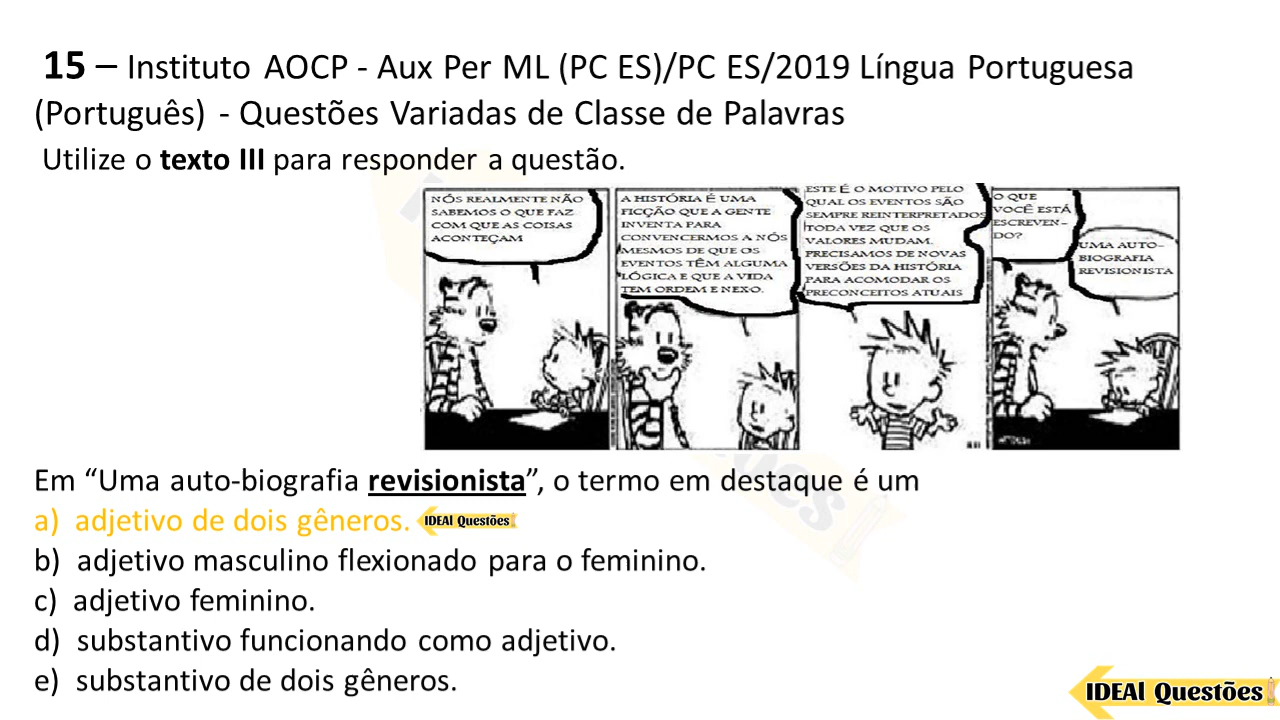 15 – Instituto AOCP - Aux Per ML (PC ES)/PC ES/2019 Língua Portuguesa
(Português) - Questões Variadas de Classe de Palavras
Utilize o texto III para responder a questão.
NÓS REALMENTE NÃO
SABEMOS O QUE FAZ
COM QUE AS COISAS
ACONTEÇAM
A HISTÓRIA É UMA
FICÇÃO QUE A GENTE
INVENTA PARA
CONVENCERMOS A NÓS
MESMOS DE QUE OS
EVENTOS TÊM ALGUMA
LÓGICA E QUE A VIDA
TEM ORDEM E NEXO.
ESTE É O MOTIVO PELO
QUAL OS EVENTOS SÃO
SEMPRE REINTERPRETADOS
TODA VEZ QUE OS
VALORES MUDAM.
PRECISAMOS DE NOVAS
VERSÕES DA HISTÓRIA
PARA ACOMODAR OS
PRECONCEITOS ATUAIS
O QUE
VOCÊ ESTÁ
ESCREVEN-
DO?
UMA AUTO-
BIOGRAFIA
REVISIONISTA
Em “Uma auto-biografia revisionista”, o termo em destaque é um
a) adjetivo de dois gêneros.
IDEAl Questões
b) adjetivo masculino flexionado para o feminino.
c) adjetivo feminino.
d) substantivo funcionando como adjetivo.
e) substantivo de dois gêneros.
IDEAl Questões